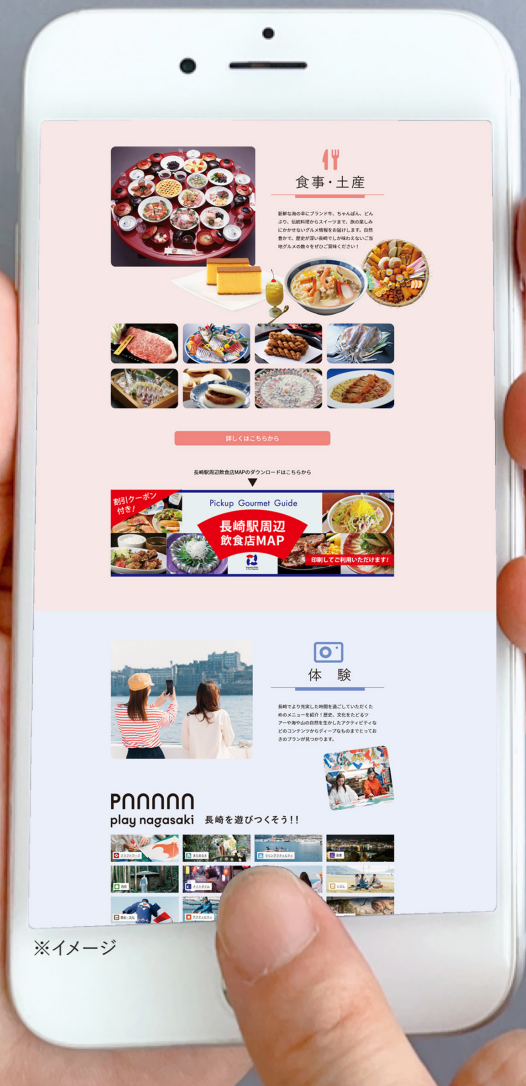 食事・土産
新鮮な海の幸にブランド牛、ちゃんぽん、どん
ぶり、伝統料理からスイーツまで、旅の楽しみ
にかかせないグルメ情報をお届けします。自然
豊かで、歴史が深い長崎でしか味わえないご当
地グルメの数々をぜひご賞味ください！
詳しくはこちらから
長崎駅周辺飲食店MAPのダウンロードはこちらから
割引クーポン
付き！
Pickup Gourmet Guide
長崎駅周辺
飲食店MAP
印刷してご利用いただけます！
体 験
長崎でより充実した時間を過ごしていただくた
めのメニューを紹介！歴史、文化をたどるツ
アーや海や山の自然を生かしたアクティビティな
どのコンテンツからディープなものまでとってお
きのプランが見つかります。
PNNNNN
play nagasaki 長崎を遊びつくそう！！
※イメージ